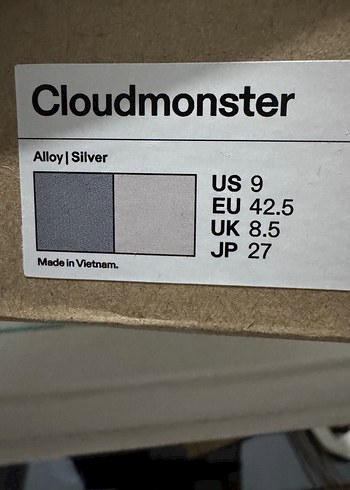 Cloudmonster
Alloy | Silver
US 9
EU 42.5
UK 8.5
JP 27
Made in Vietnam.